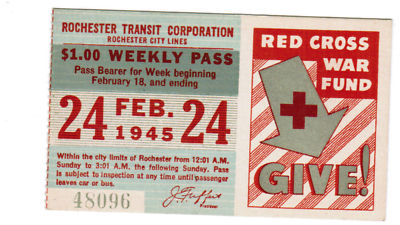 ROCHESTER TRANSIT CORPORATION
ROCHESTER CITY LINES
$1.00 WEEKLY PASS
Pass Bearer for Week beginning
February 18, and ending
24 FEB. 24
1945
Within the city limits of Rochester from 12:01 A.M.
Sunday to 3:01 A.M. the following Sunday. Pass
is subject to inspection at any time until passenger
leaves car or bus.
48096
President
RED CROSS
WAR
FUND
GIVE!